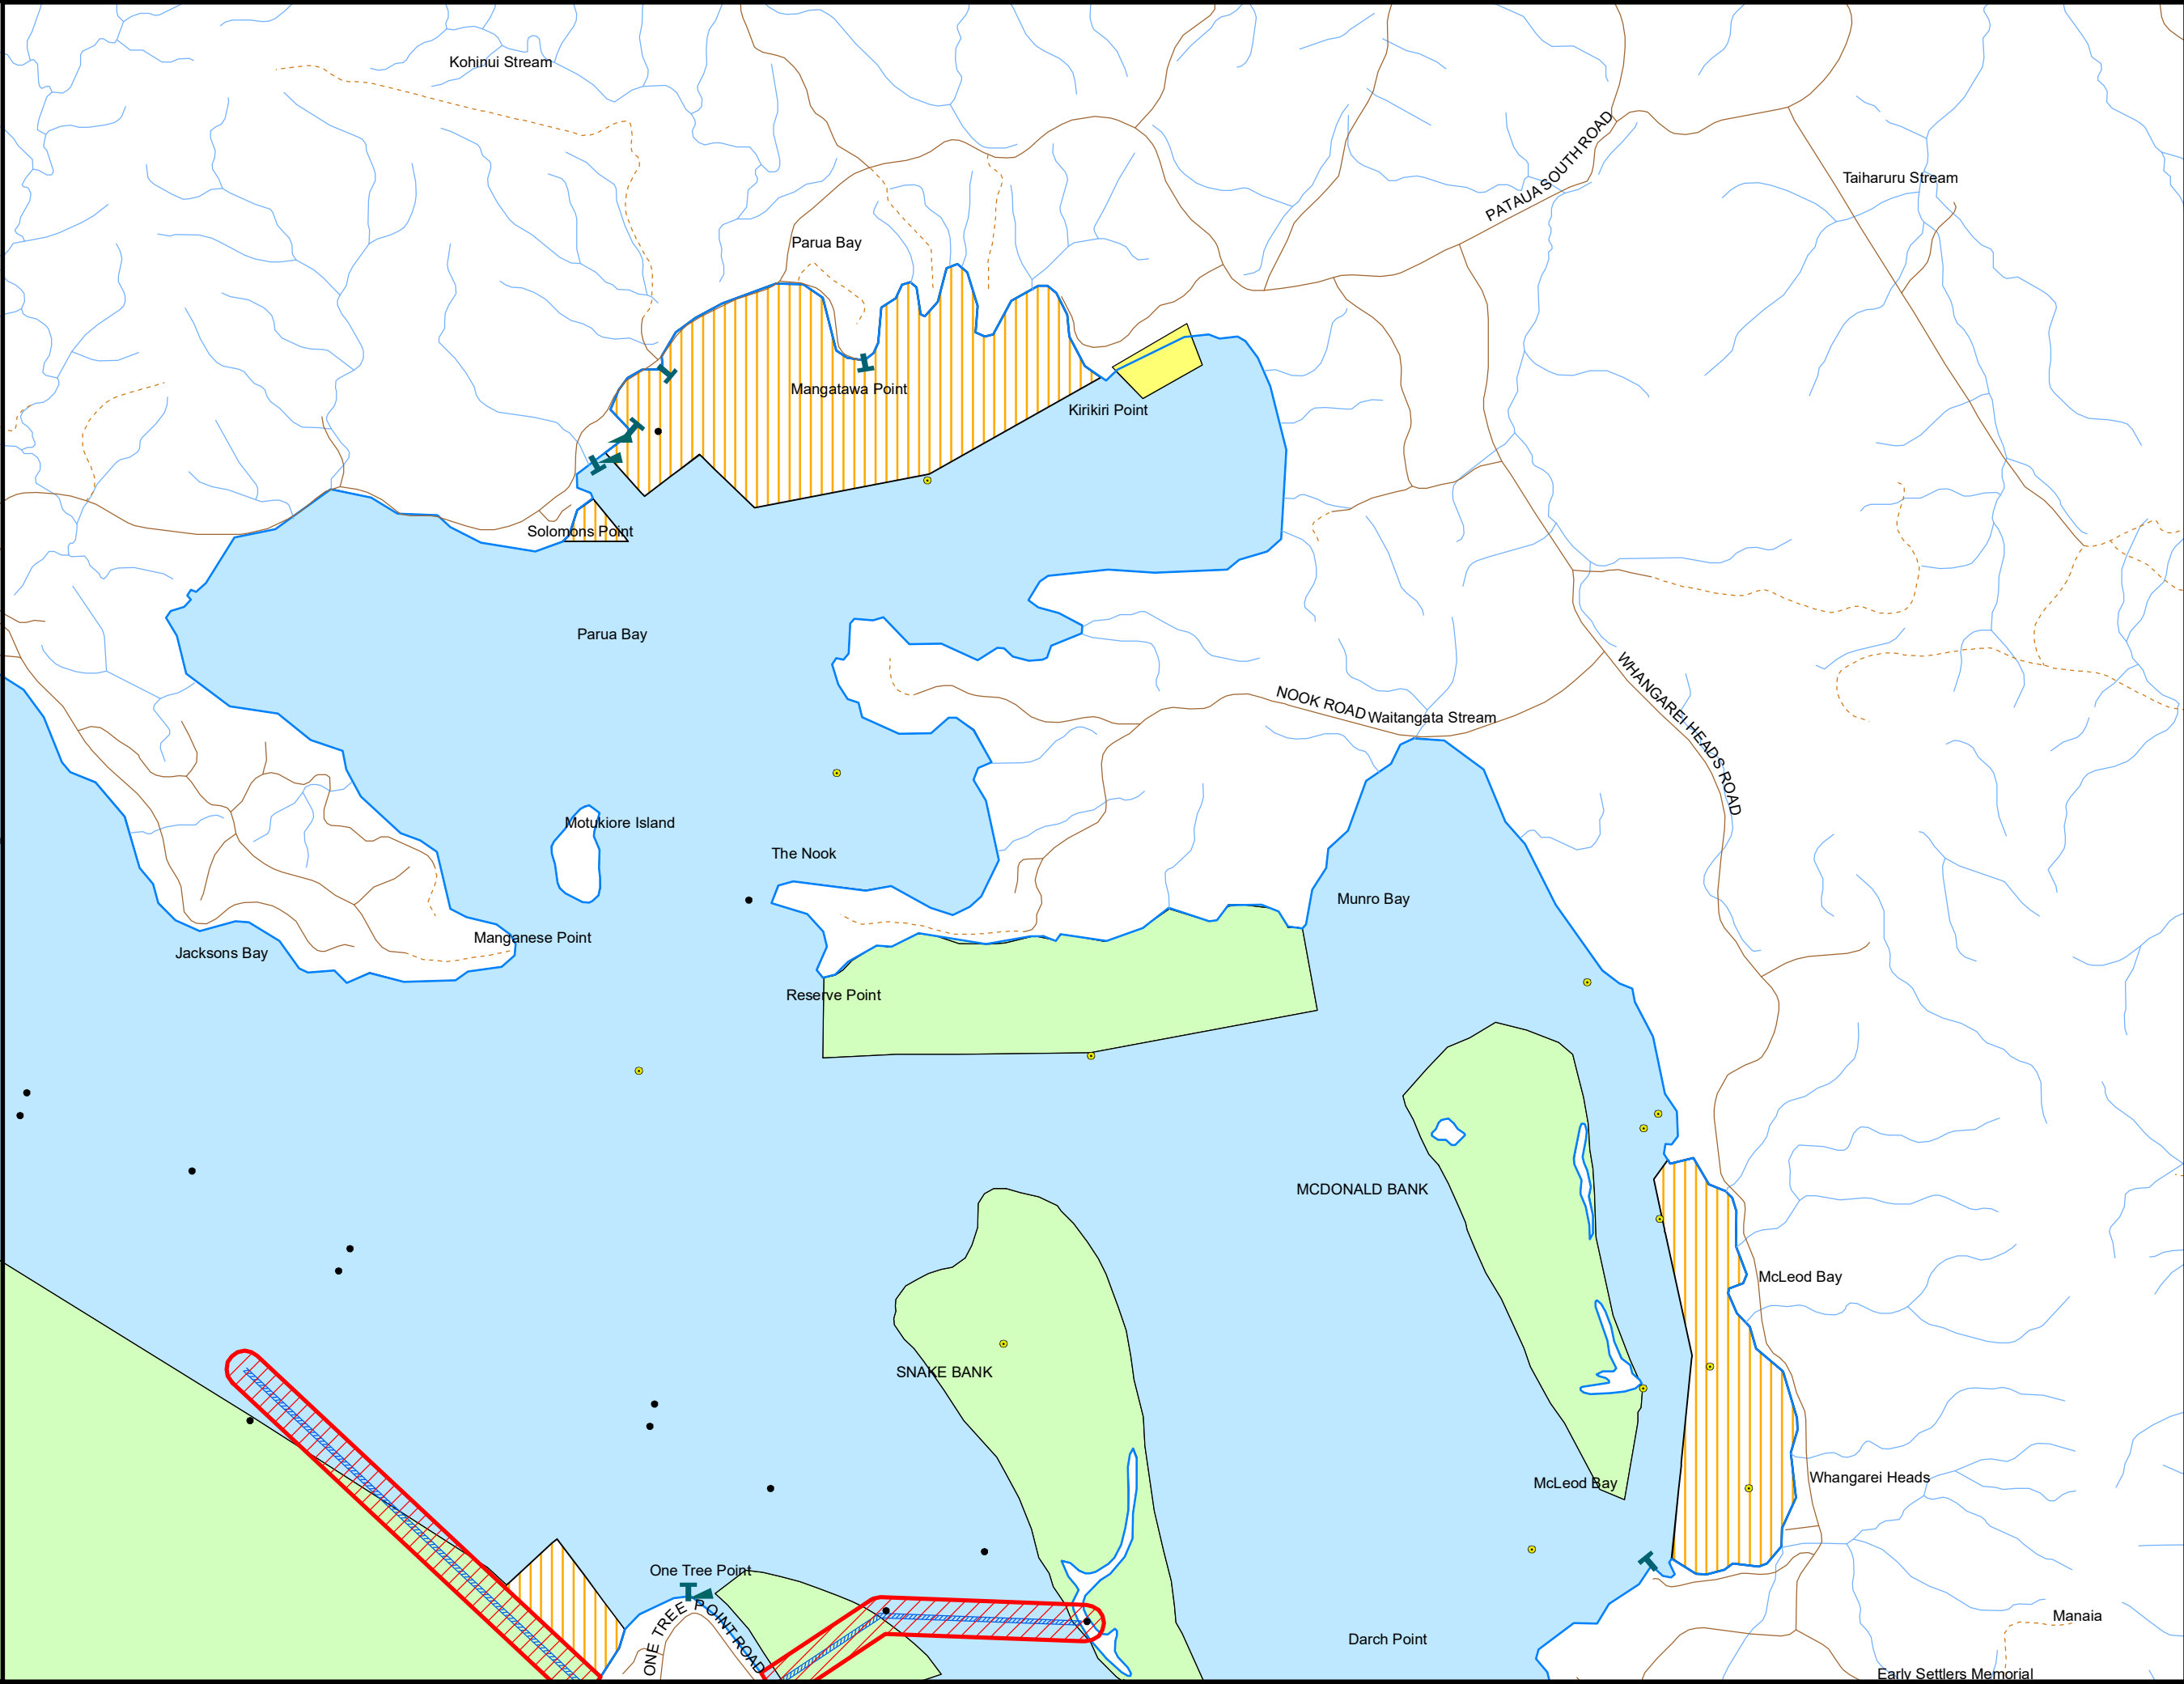 Kohinui Stream
PATAUA SOUTH ROAD
Taiharuru Stream
Parua Bay
Mangatawa Point
Kirikiri Point
Solomons Point
Parua Bay
WHANGAREI HEADS ROAD
NOOK ROAD
Waitangata Stream
Motukiore Island
The Nook
Munro Bay
Manganese Point
Jacksons Bay
Reserve Point
MCDONALD BANK
McLeod Bay
SNAKE BANK
Whangarei Heads
McLeod Bay
One Tree Point
ONE TREE POINT ROAD
Manaia
Darch Point
Early Settlers Memorial